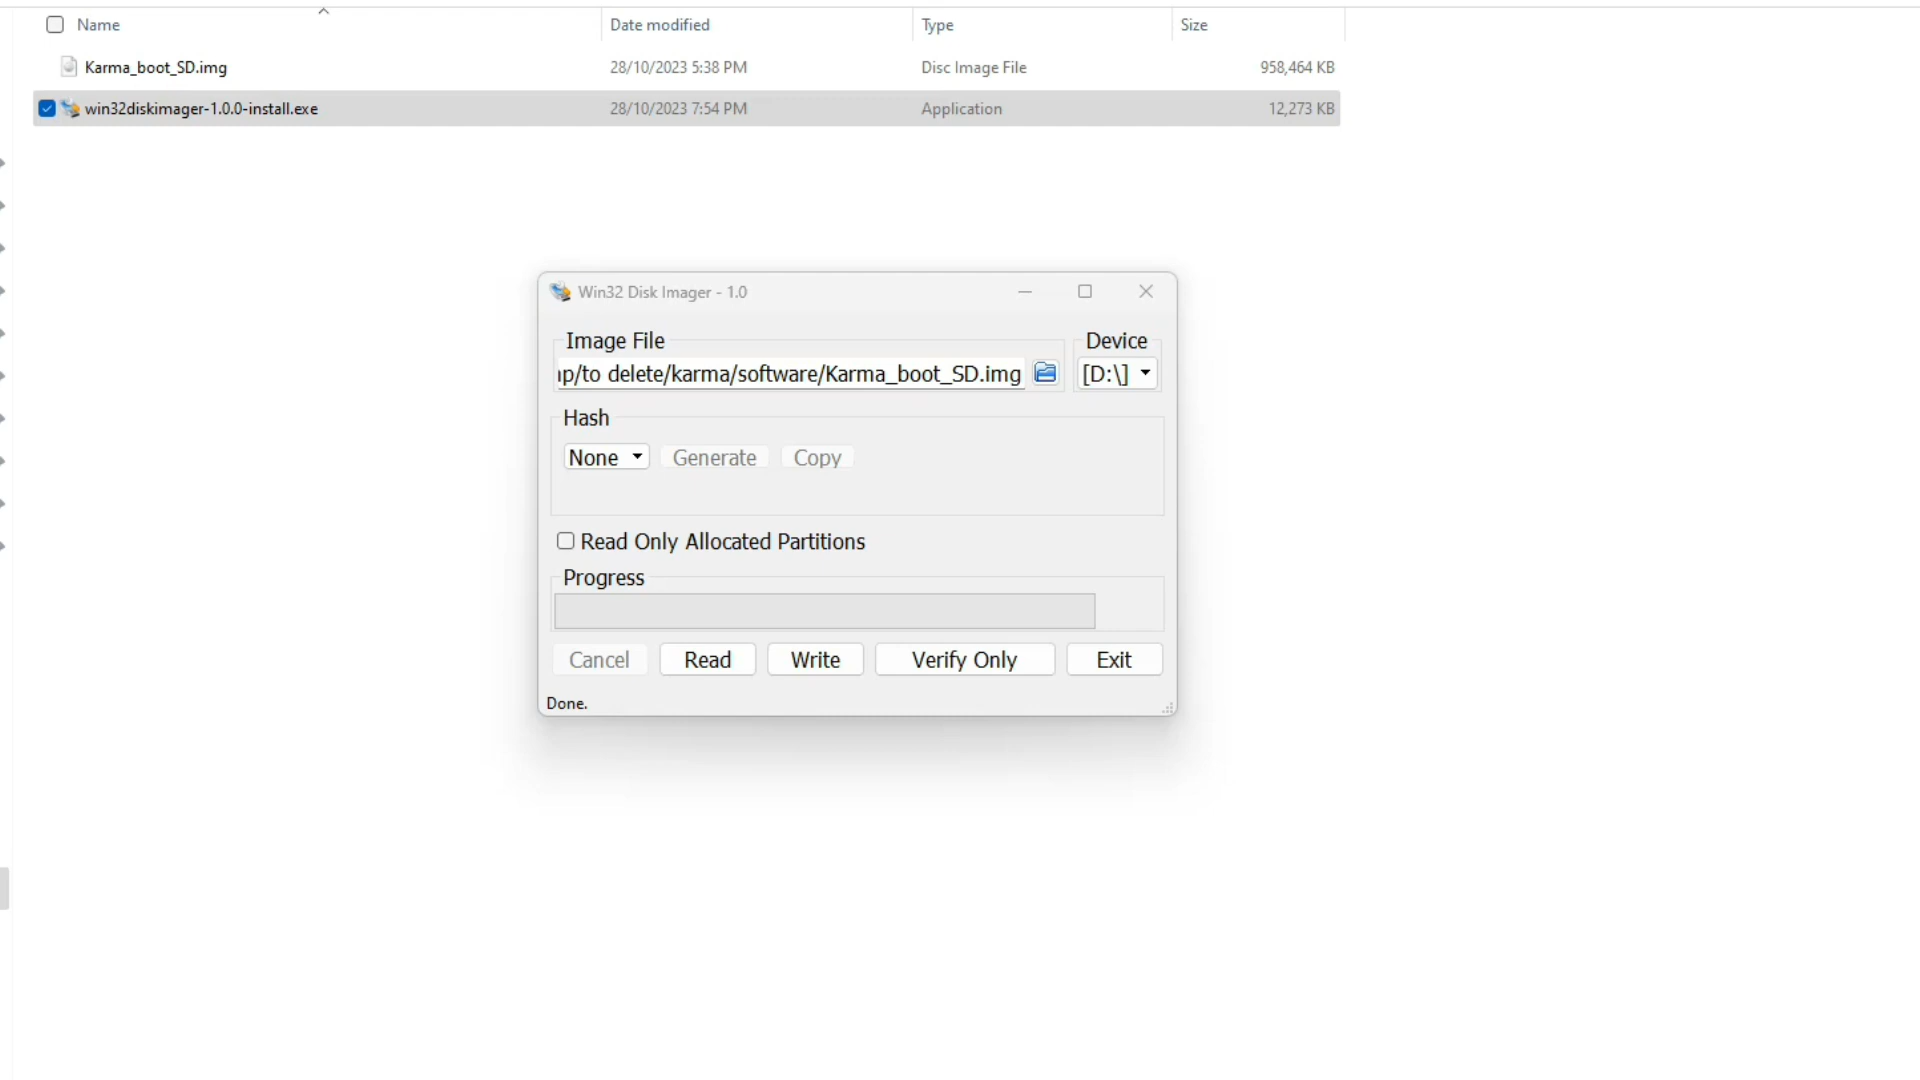 Name Date modified Type Size
Karma_boot_SD.img 28/10/2023 5:38 PM Disc Image File 958,464 KB
win32diskimager-1.0.0-install.exe 28/10/2023 7:54 PM Application 12,273 KB
Win32 Disk Imager - 1.0
Image File Device
ıp/to delete/karma/software/Karma_boot_SD.img [D:\]
Hash
None Generate Copy
Read Only Allocated Partitions
Progress
Cancel Read Write Verify Only Exit
Done.